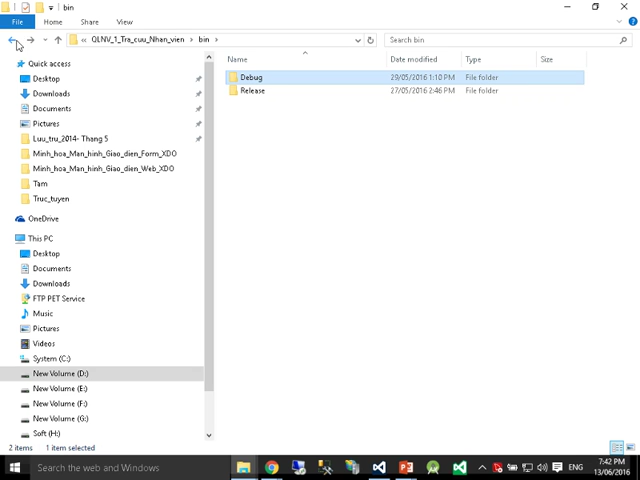 bin
File Home Share View
« QLNV_1_Tra_cuu_Nhan_vien › bin › Search bin
Name Date modified Type Size
Quick access
Desktop
Downloads
Documents
Pictures
Luu_tru_2014- Thang 5
Minh_hoa_Man_hinh_Giao_dien_Form_XDO
Minh_hoa_Man_hinh_Giao_dien_Web_XDO
Tam
Truc_tuyen
OneDrive
This PC
Desktop
Documents
Downloads
FTP PET Service
Music
Pictures
Videos
System (C:)
New Volume (D:)
New Volume (E:)
New Volume (F:)
New Volume (G:)
Soft (H:)
Debug 29/05/2016 1:10 PM File folder
Release 27/05/2016 2:46 PM File folder
2 items 1 item selected
Search the web and Windows
ENG
7:42 PM
13/06/2016